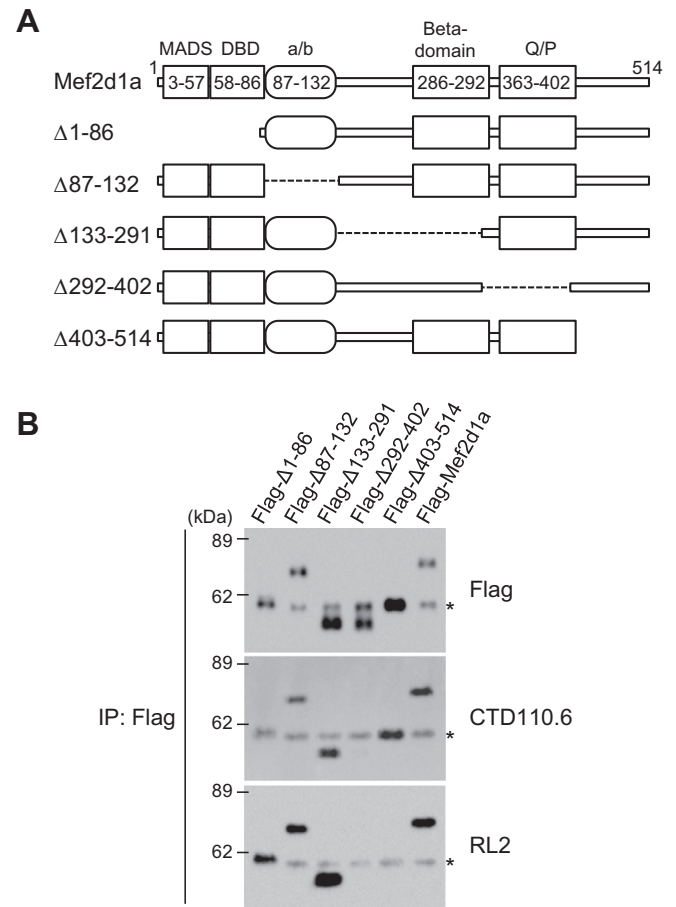 A
MADS DBD a/b Beta-domain Q/P
1 514
Mef2d1a 3-57 58-86 87-132 286-292 363-402
Δ1-86
Δ87-132
Δ133-291
Δ292-402
Δ403-514
B
Flag-Δ1-86
Flag-Δ87-132
Flag-Δ133-291
Flag-Δ292-402
Flag-Δ403-514
Flag-Mef2d1a
(kDa)
89
62 Flag
*
89
IP: Flag 62 CTD110.6
*
89
62 RL2
*